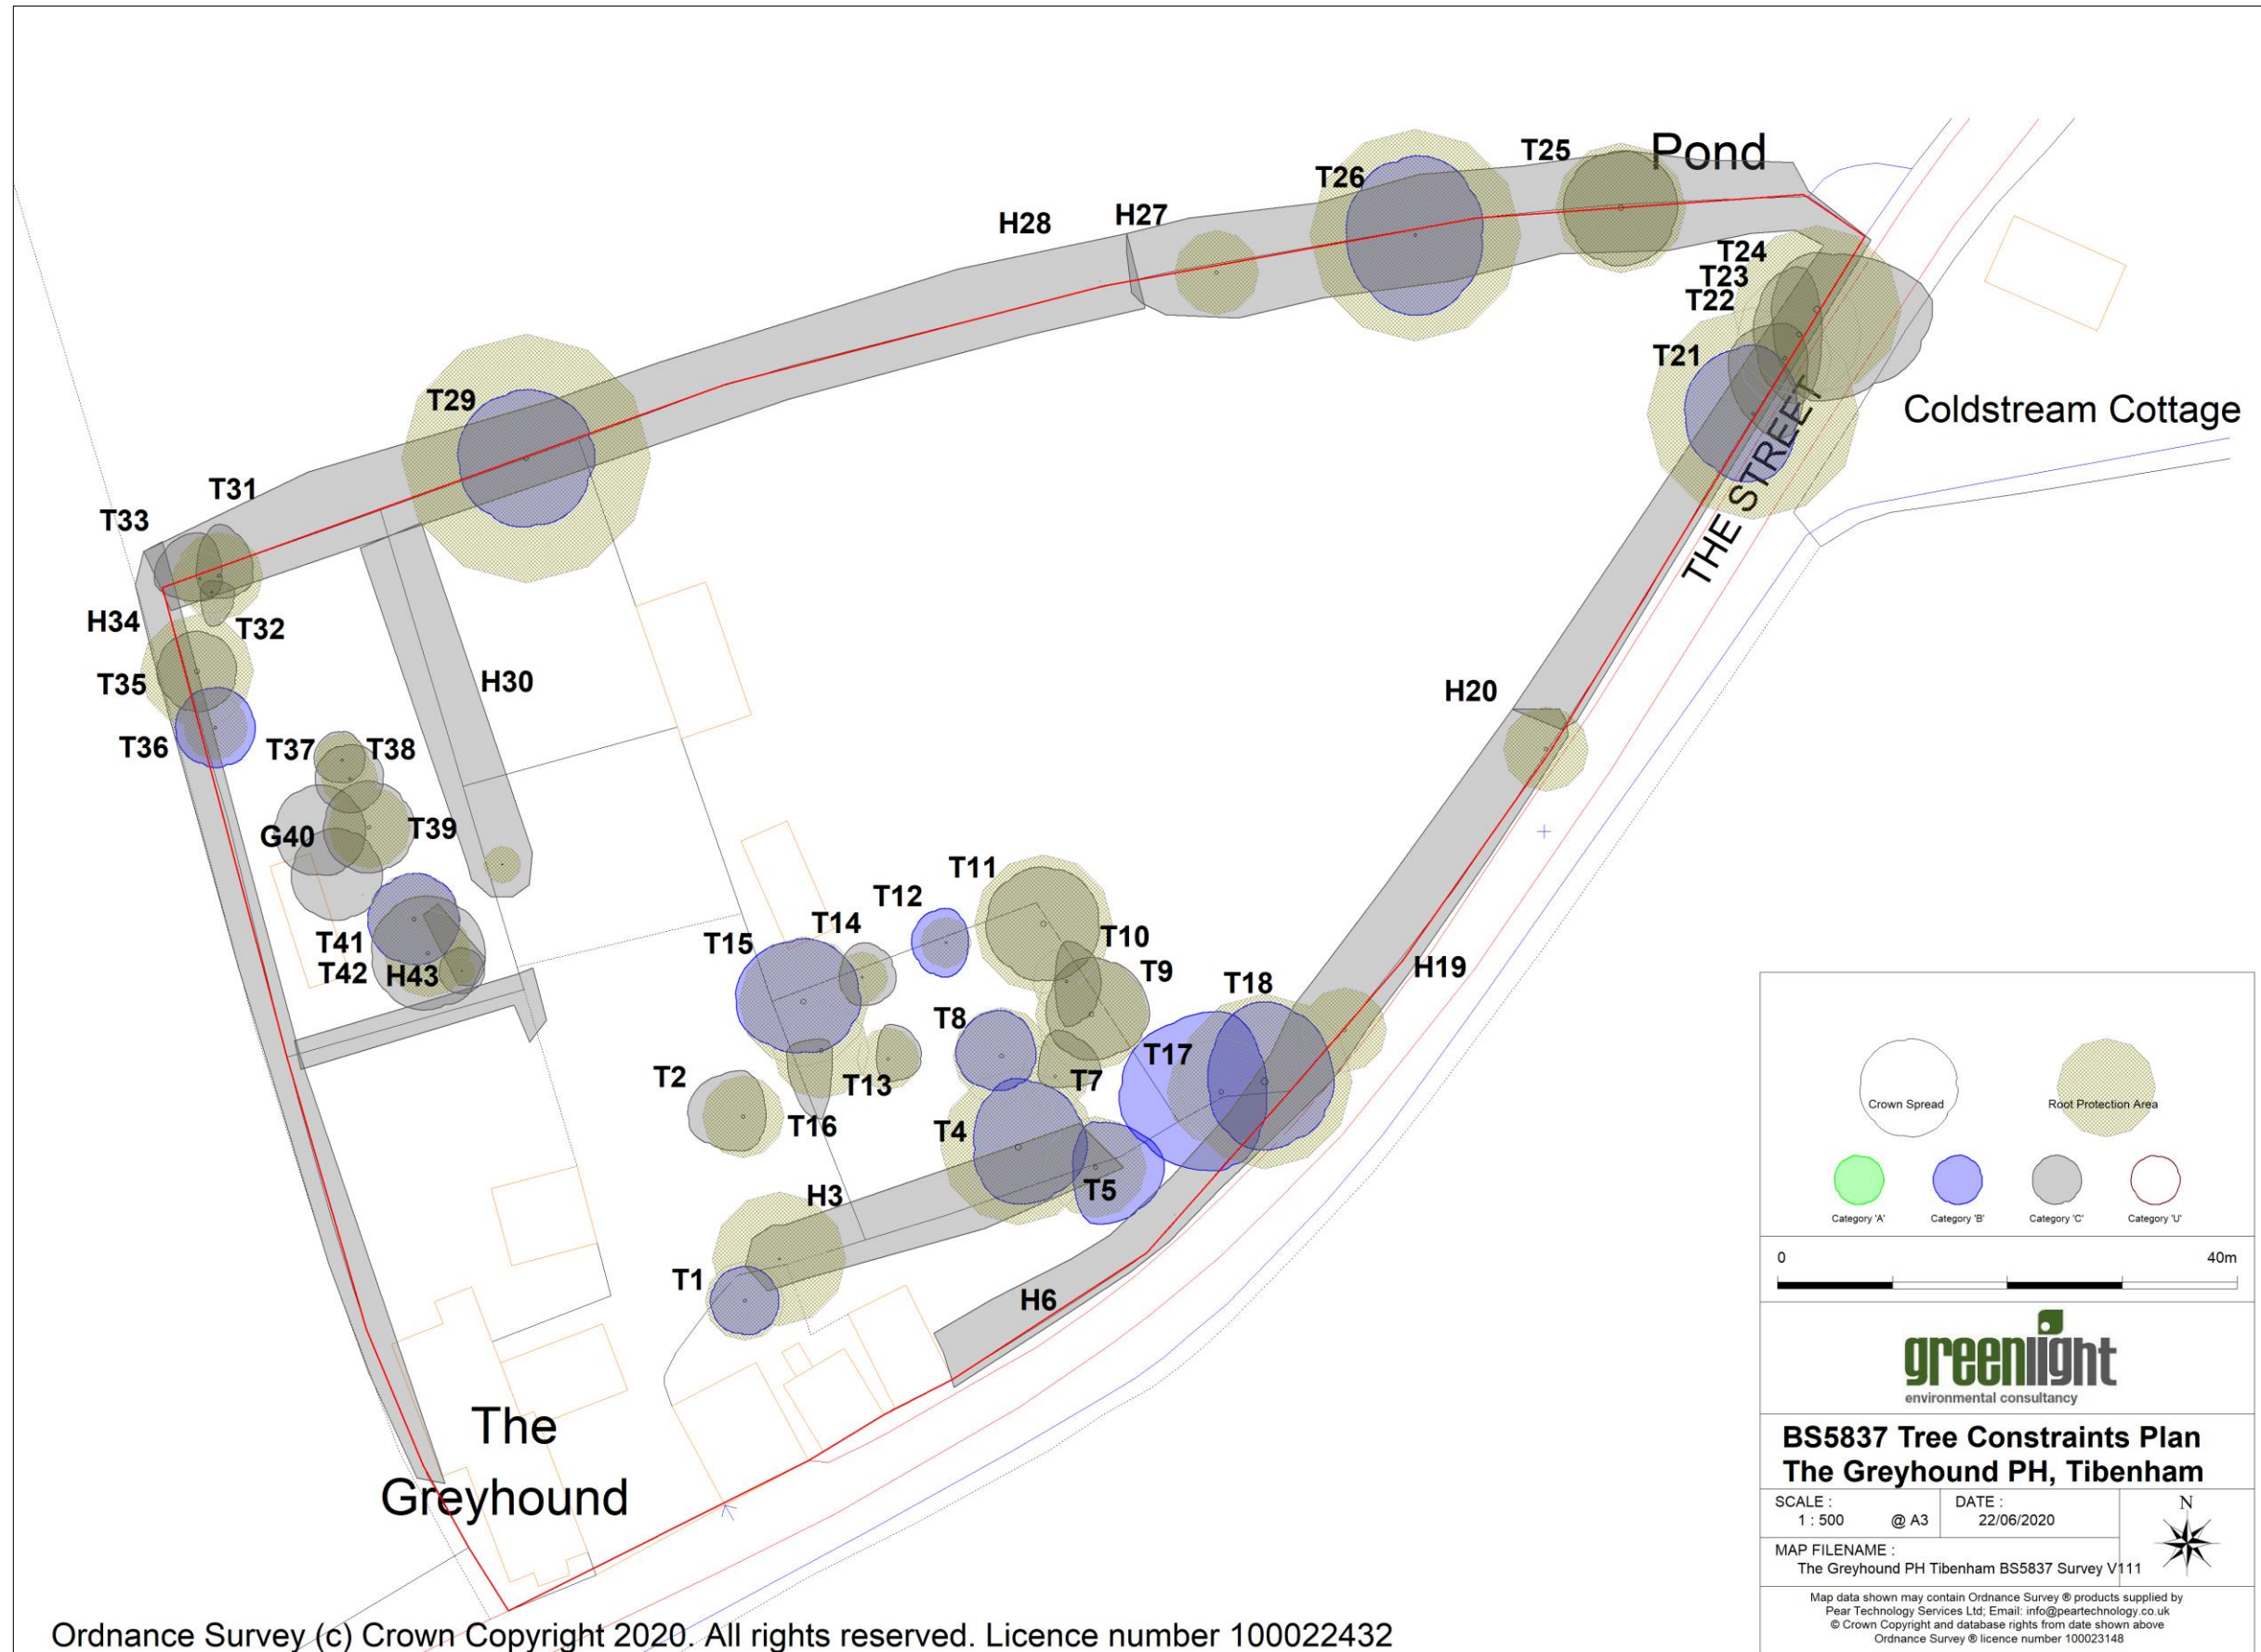 Pond
T25
T26
H27
H28
T24
T23
T22
T21
T29
Coldstream Cottage
THE STREET
T31
T33
H34
T32
T35
H30
H20
T36
T37
T38
G40
T39
T11
T12
T14
T15
T10
T41
T42
H43
T9
H19
T18
T8
T17
T2
T13
T7
T16
T4
T5
H3
T1
H6
The
Greyhound
Crown Spread
Root Protection Area
Category 'A'
Category 'B'
Category 'C'
Category 'U'
0
40m
greenlight
environmental consultancy
BS5837 Tree Constraints Plan
The Greyhound PH, Tibenham
SCALE :
1 : 500 @ A3
DATE :
22/06/2020
N
MAP FILENAME :
The Greyhound PH Tibenham BS5837 Survey V111
Map data shown may contain Ordnance Survey ® products supplied by
Pear Technology Services Ltd; Email: info@peartechnology.co.uk
© Crown Copyright and database rights from date shown above
Ordnance Survey ® licence number 100023148
Ordnance Survey (c) Crown Copyright 2020. All rights reserved. Licence number 100022432